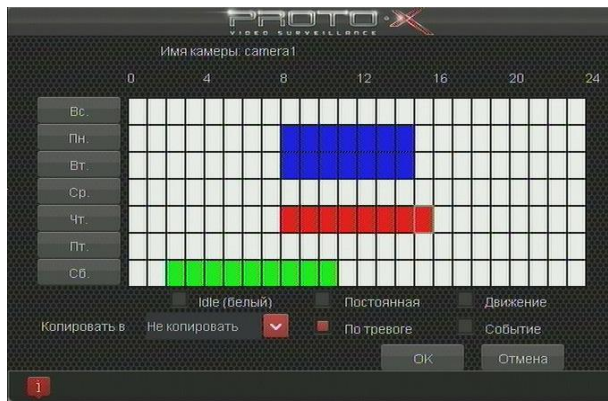 PROTO-X
VIDEO SURVEILLANCE
Имя камеры: camera1
0 4 8 12 16 20 24
Вс.
Пн.
Вт.
Ср.
Чт.
Пт.
Сб.
Idle (белый) Постоянная Движение
Копировать в Не копировать По тревоге Событие
OK Отмена
i